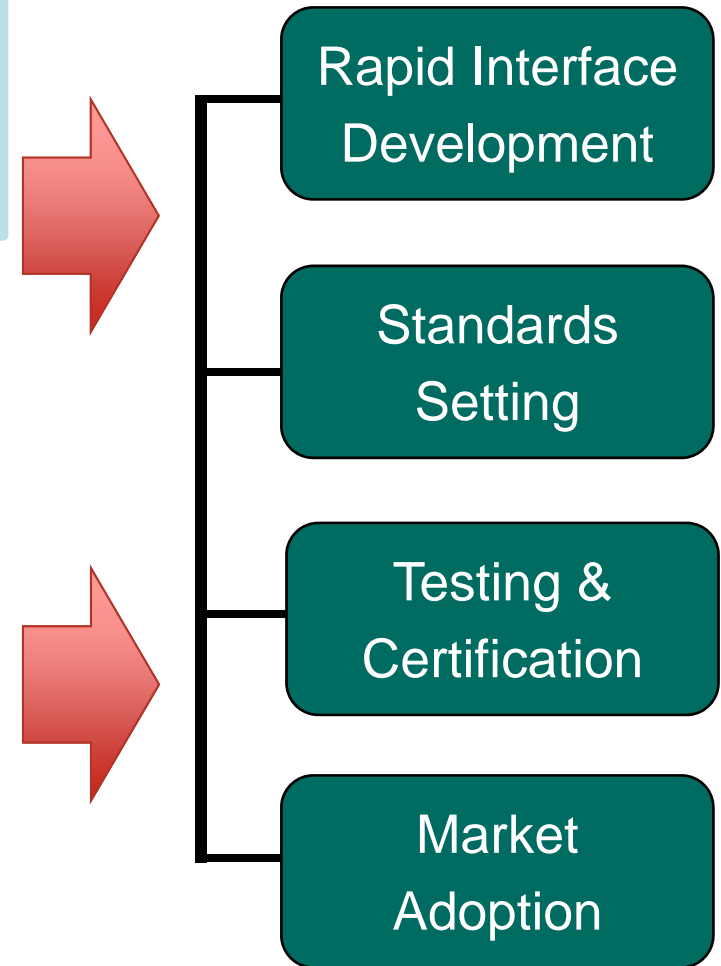 Rapid Interface
Development
Standards
Setting
Testing &
Certification
Market
Adoption